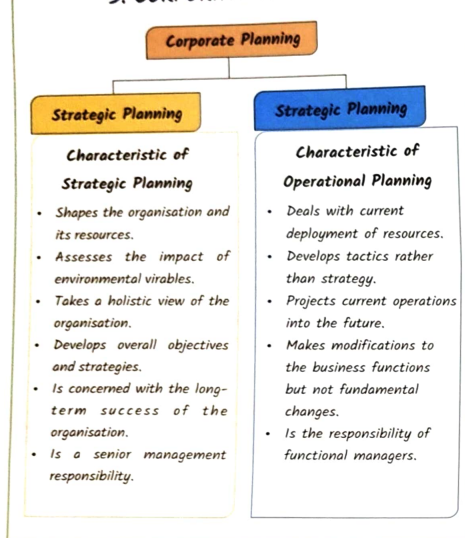 Corporate Planning
Strategic Planning
Characteristic of
Strategic Planning
• Shapes the organisation and
its resources.
• Assesses the impact of
environmental virables.
• Takes a holistic view of the
organisation.
• Develops overall objectives
and strategies.
• Is concerned with the long-
term success of the
organisation.
• Is a senior management
responsibility.
Strategic Planning
Characteristic of
Operational Planning
• Deals with current
deployment of resources.
• Develops tactics rather
than strategy.
• Projects current operations
into the future.
• Makes modifications to
the business functions
but not fundamental
changes.
• Is the responsibility of
functional managers.